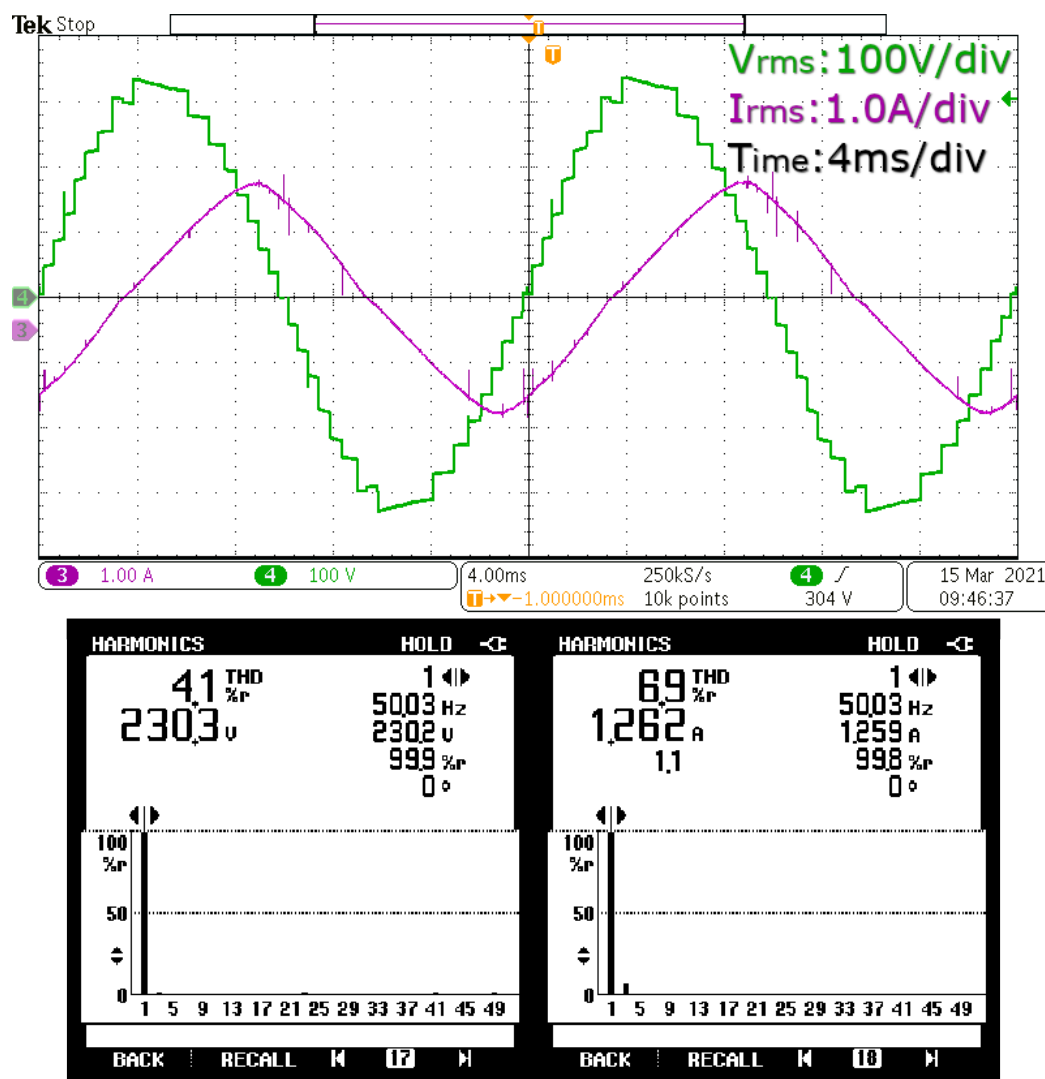 Tek Stop
T
T
Vrms:100V/div
Irms:1.0A/div
Time:4ms/div
4
3
3 1.00 A 4 100 V 4.00ms 250kS/s 4 304 V 15 Mar 2021
T→▼−1.000000ms 10k points 09:46:37
HARMONICS HOLD HARMONICS HOLD
4.1 THD %r 1 6.9 THD %r 1
230.3 V 50.03 Hz 1.262 A 50.03 Hz
230.2 V 1.1 1.259 A
99.9 %r 99.8 %r
0 ° 0 °
100 100
%r %r
50 50
0 0
1 5 9 13 17 21 25 29 33 37 41 45 49 1 5 9 13 17 21 25 29 33 37 41 45 49
BACK RECALL 17 BACK RECALL 18